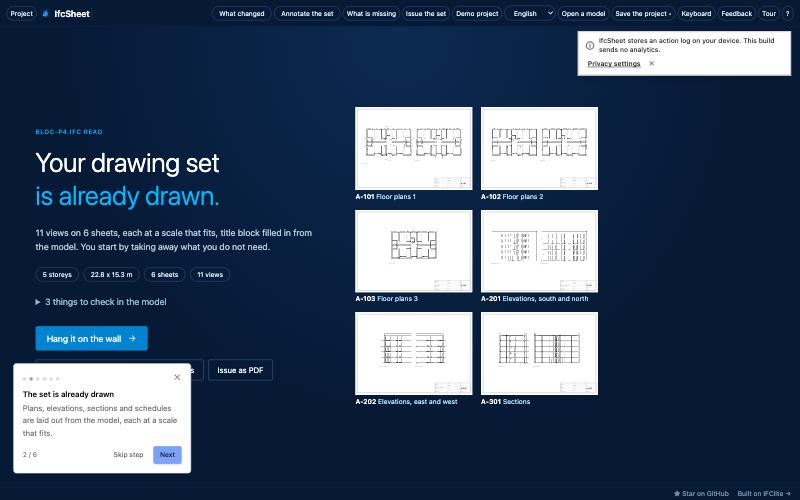 Project
IfcSheet
What changed
Annotate the set
What is missing
Issue the set
Demo project
English
Open a model
Save the project
Keyboard
Feedback
Tour
?
IfcSheet stores an action log on your device. This build
sends no analytics.
Privacy settings
BLOC-P4.IFC READ
Your drawing set
is already drawn.
11 views on 6 sheets, each at a scale that fits, title block filled in from
the model. You start by taking away what you do not need.
5 storeys
22.8 x 15.3 m
6 sheets
11 views
3 things to check in the model
Hang it on the wall →
Issue as PDF
A-101 Floor plans 1
A-102 Floor plans 2
A-103 Floor plans 3
A-201 Elevations, south and north
A-202 Elevations, east and west
A-301 Sections
The set is already drawn
Plans, elevations, sections and schedules
are laid out from the model, each at a scale
that fits.
2 / 6
Skip step
Next
Star on GitHub
Built on IFClite →